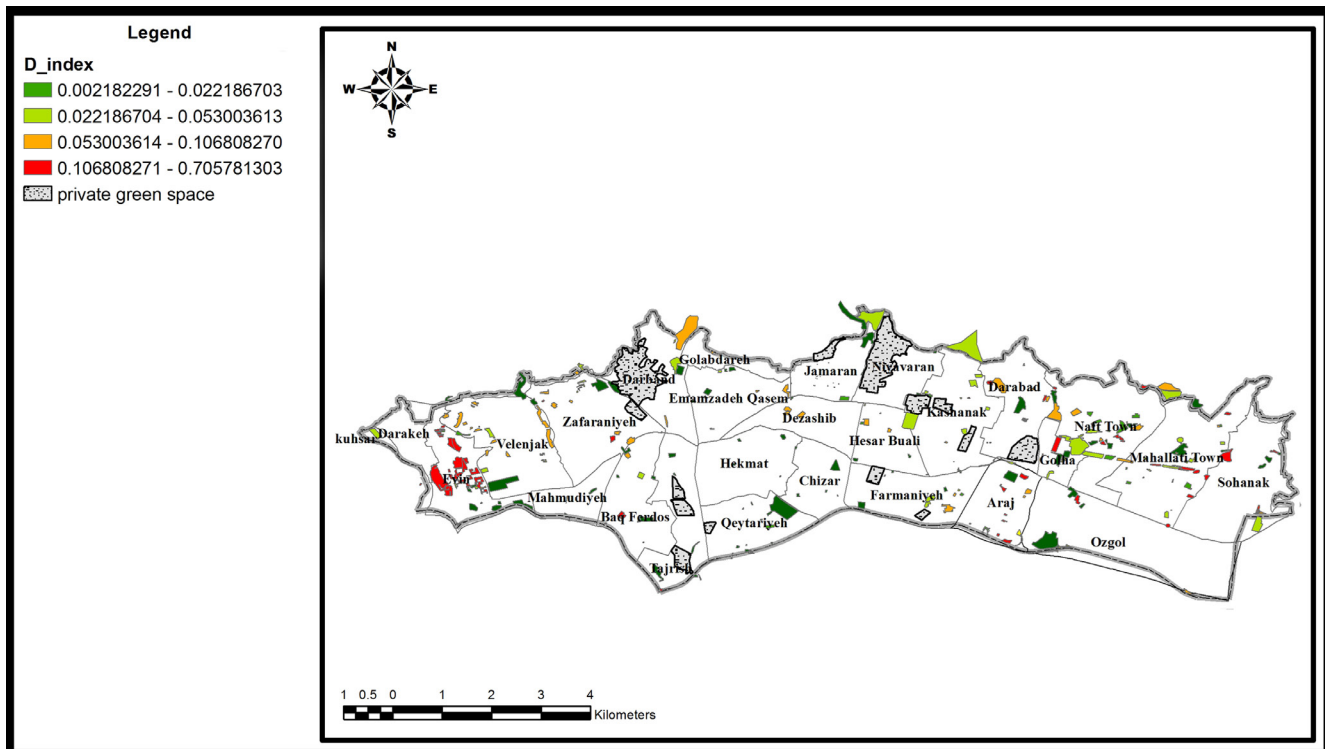 Legend
D_index
0.002182291 - 0.022186703
0.022186704 - 0.053003613
0.053003614 - 0.106808270
0.106808271 - 0.705781303
private green space
N
W E
S
Golabdareh
Jamaran
Niyavaran
Darband
Emamzadeh Qasem
Darabad
Zafaraniyeh
Dezashib
Kashanak
kuhsar
Darakeh
Velenjak
Hesar Buali
Naff Town
Evin
Hekmat
Golha
Mahallati Town
Chizar
Sohanak
Mahmudiyeh
Farmaniyeh
Araj
Baq Ferdos
Qeytariyeh
Ozgol
Tajrish
1 0.5 0 1 2 3 4
Kilometers